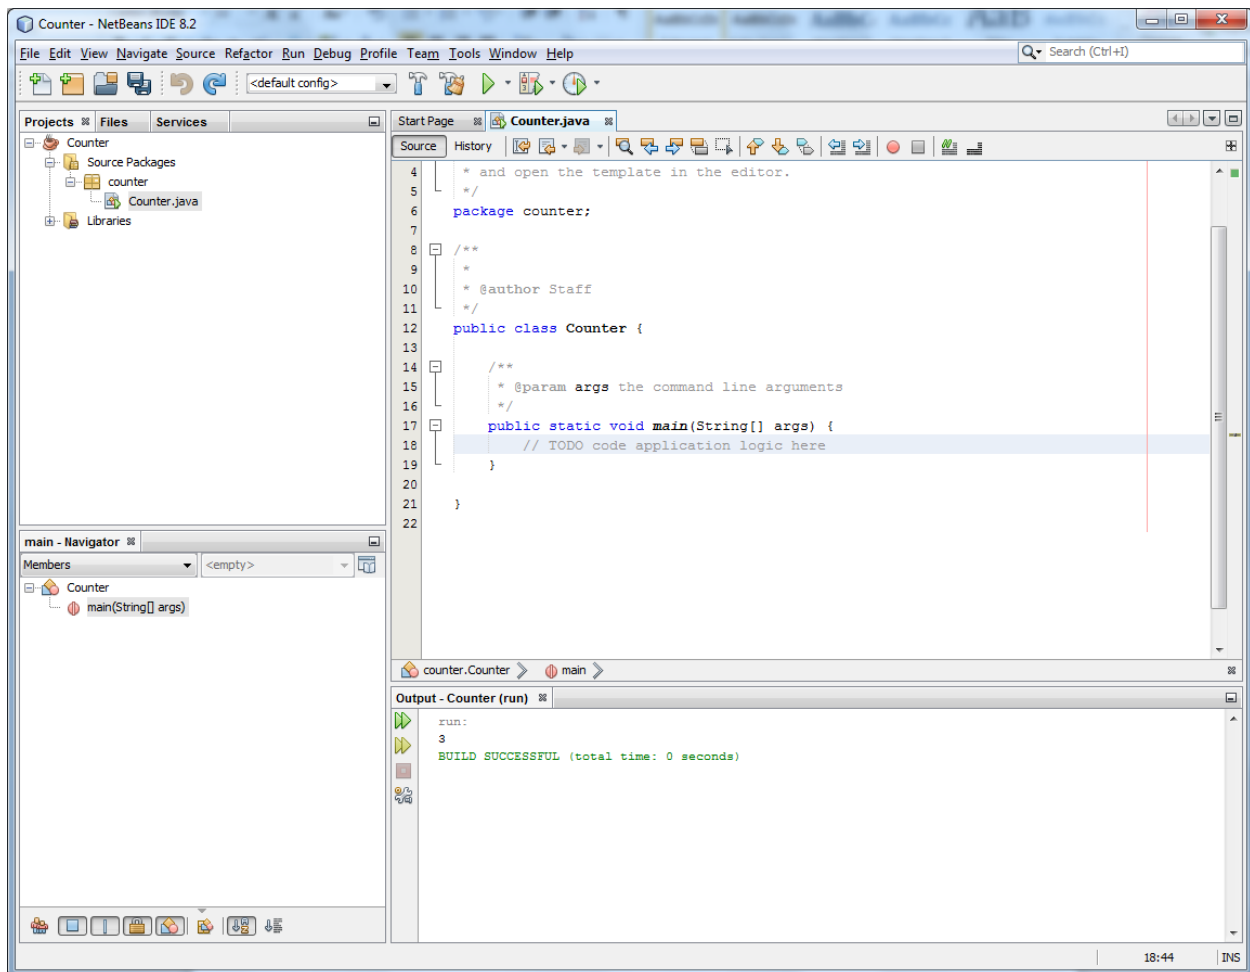 Counter - NetBeans IDE 8.2
File Edit View Navigate Source Refactor Run Debug Profile Team Tools Window Help
Search (Ctrl+I)
<default config>
Projects Files Services
Counter
Source Packages
counter
Counter.java
Libraries
Start Page Counter.java
Source History
4 * and open the template in the editor.
5 */
6 package counter;
7
8 /**
9 *
10 * @author Staff
11 */
12 public class Counter {
13
14 /**
15 * @param args the command line arguments
16 */
17 public static void main(String[] args) {
18 // TODO code application logic here
19 }
20
21 }
22
counter.Counter main
main - Navigator
Members <empty>
Counter
main(String[] args)
Output - Counter (run)
run:
3
BUILD SUCCESSFUL (total time: 0 seconds)
18:44 INS